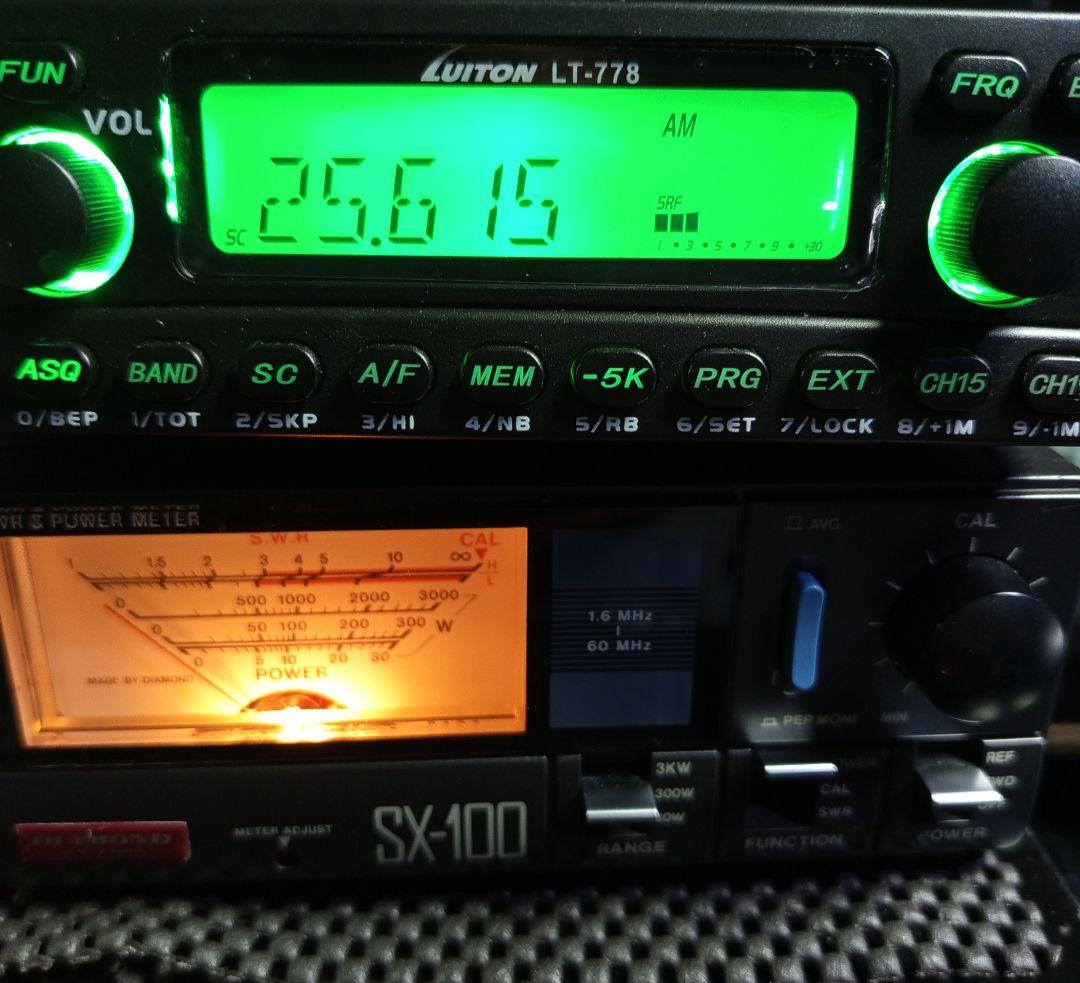 LUITON LT-778
FUN
FRQ
VOL
AM
25.615
SRF
SC
1 • 3 • 5 • 7 • 9 • +30
ASQ BAND SC A/F MEM -5K PRG EXT CH15
0/BEP 1/TOT 2/SKP 3/HI 4/NB 5/RB 6/SET 7/LOCK 8/+1M 9/-1M
& POWER METER
S.W.R
CAL
1 1.5 2 3 4 5 10 ∞
H
L
0 500 1000 2000 3000
0 50 100 200 300 W
0 5 10 20 30
POWER
MADE BY DIAMOND
1.6 MHz
60 MHz
AVG
CAL
PEP MONI
MIN
DIAMOND
ANTENNA
METER ADJUST
SX-100
3KW
300W
RANGE
POWER
CAL
SWR
FUNCTION
REF
POWER